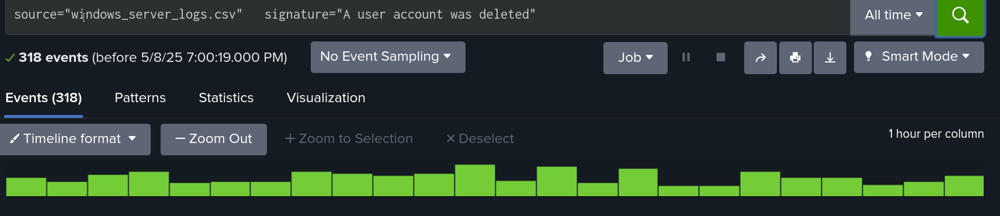 source="windows_server_logs.csv"   signature="A user account was deleted"
All time
318 events (before 5/8/25 7:00:19.000 PM)
No Event Sampling
Job
Smart Mode
Events (318)
Patterns
Statistics
Visualization
Timeline format
Zoom Out
Zoom to Selection
Deselect
1 hour per column